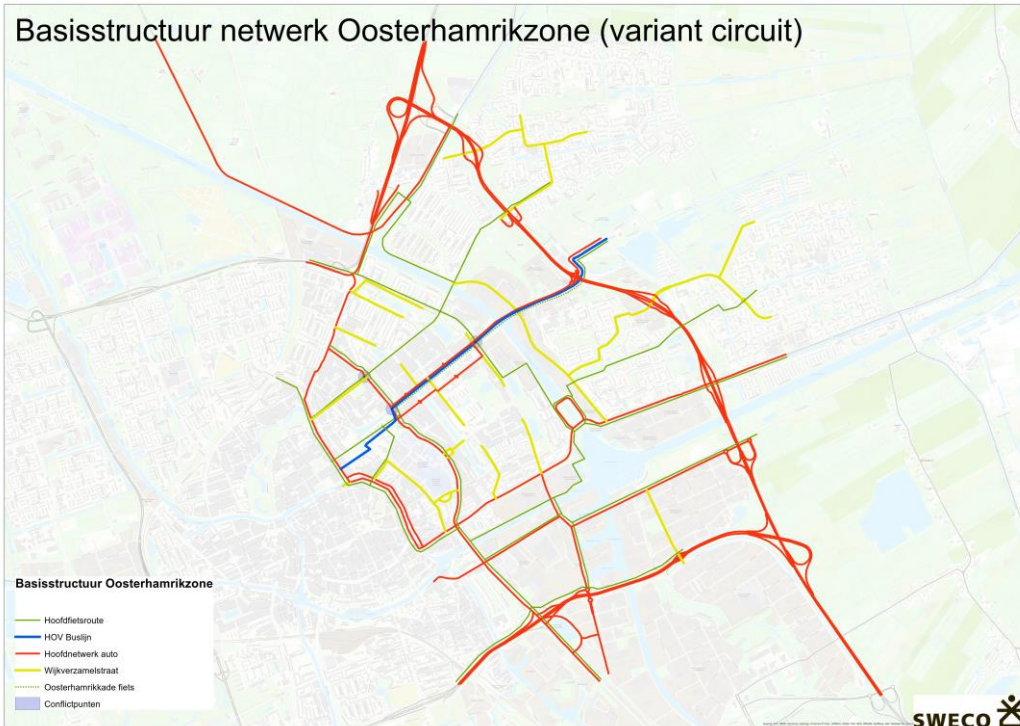 Basisstructuur netwerk Oosterhamrikzone (variant circuit)
Basisstructuur Oosterhamrikzone
Hoofdfietsroute
HOV Buslijn
Hoofdnetwerk auto
Wijkverzamelstraat
Oosterhamrikkade fiets
Conflictpunten
SWECO